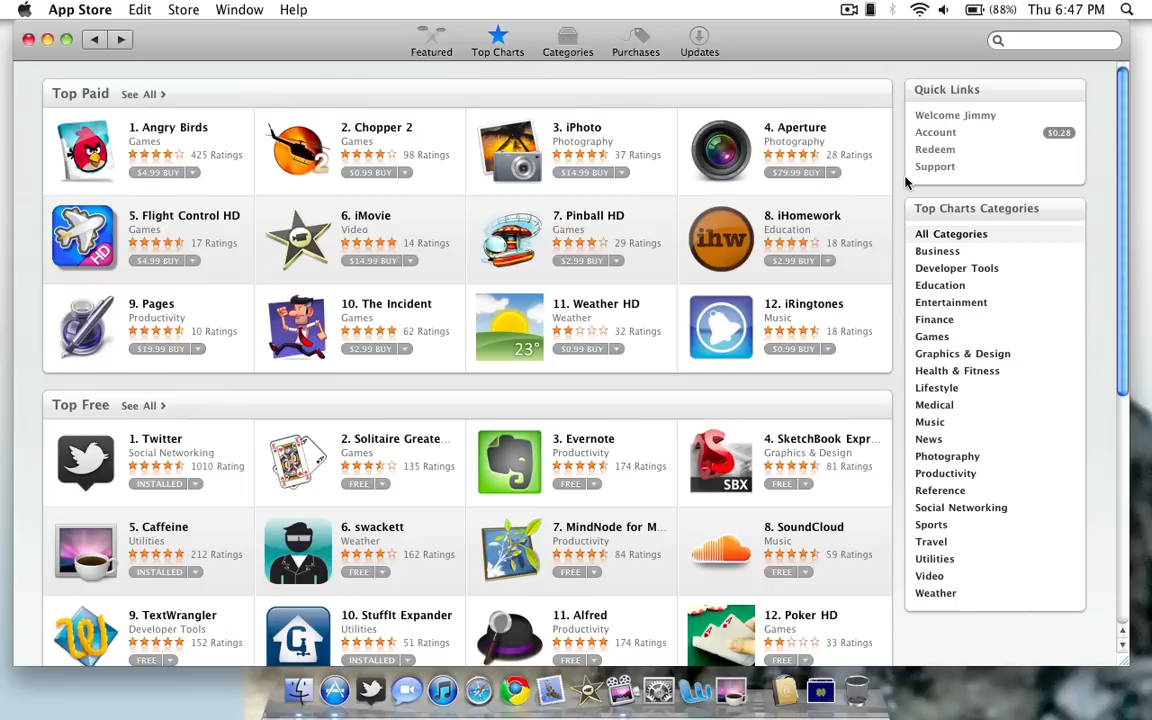 App Store Edit Store Window Help (88%) Thu 6:47 PM
Featured Top Charts Categories Purchases Updates
Top Paid See All >
1. Angry Birds
Games
425 Ratings
$4.99 BUY
2. Chopper 2
Games
98 Ratings
$0.99 BUY
3. iPhoto
Photography
37 Ratings
$14.99 BUY
4. Aperture
Photography
28 Ratings
$79.99 BUY
5. Flight Control HD
Games
17 Ratings
$4.99 BUY
HD
6. iMovie
Video
14 Ratings
$14.99 BUY
7. Pinball HD
Games
29 Ratings
$2.99 BUY
8. iHomework
Education
18 Ratings
$2.99 BUY
ihw
9. Pages
Productivity
10 Ratings
$19.99 BUY
10. The Incident
Games
62 Ratings
$2.99 BUY
11. Weather HD
Weather
32 Ratings
$0.99 BUY
23°
12. iRingtones
Music
18 Ratings
$0.99 BUY
Top Free See All >
1. Twitter
Social Networking
1010 Rating
INSTALLED
2. Solitaire Greate...
Games
135 Ratings
FREE
3. Evernote
Productivity
174 Ratings
FREE
4. SketchBook Expr...
Graphics & Design
81 Ratings
FREE
SBX
5. Caffeine
Utilities
212 Ratings
INSTALLED
6. swackett
Weather
162 Ratings
FREE
7. MindNode for M...
Productivity
84 Ratings
FREE
8. SoundCloud
Music
59 Ratings
FREE
9. TextWrangler
Developer Tools
152 Ratings
FREE
10. StuffIt Expander
Utilities
51 Ratings
INSTALLED
11. Alfred
Productivity
174 Ratings
FREE
12. Poker HD
Games
33 Ratings
FREE
Quick Links
Welcome Jimmy
Account $0.28
Redeem
Support
Top Charts Categories
All Categories
Business
Developer Tools
Education
Entertainment
Finance
Games
Graphics & Design
Health & Fitness
Lifestyle
Medical
Music
News
Photography
Productivity
Reference
Social Networking
Sports
Travel
Utilities
Video
Weather